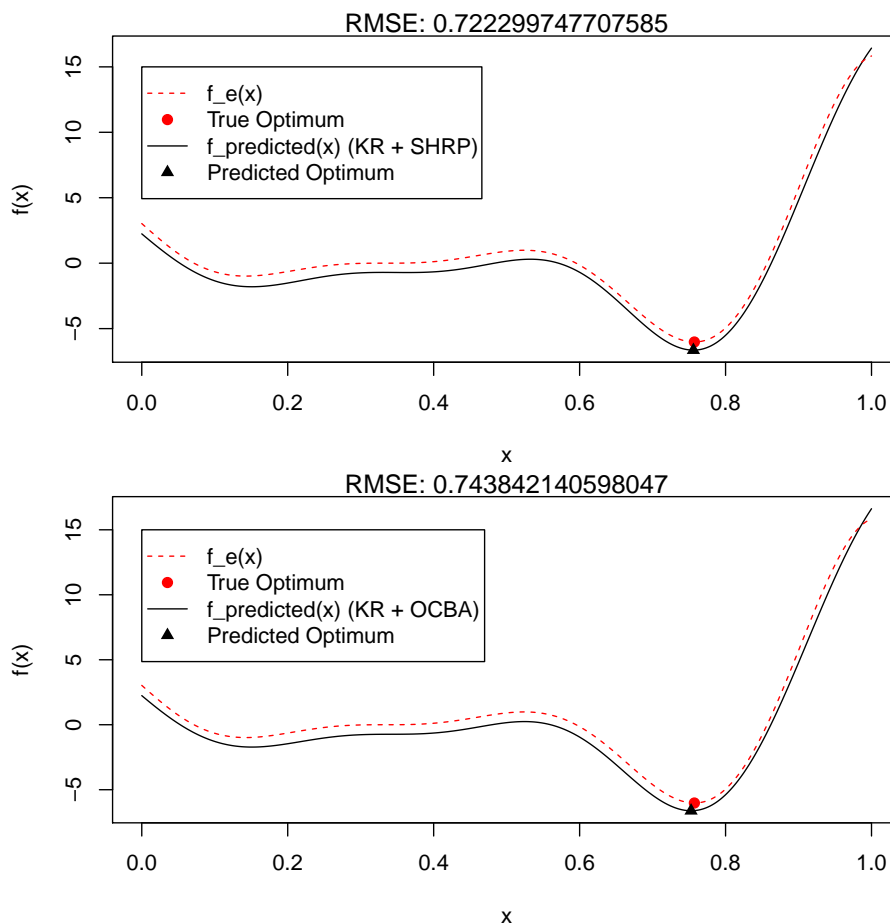 RMSE: 0.722299747707585
f(x)
15
10
5
0
−5
f_e(x)
True Optimum
f_predicted(x) (KR + SHRP)
Predicted Optimum
0.0 0.2 0.4 0.6 0.8 1.0
x
RMSE: 0.743842140598047
f(x)
15
10
5
0
−5
f_e(x)
True Optimum
f_predicted(x) (KR + OCBA)
Predicted Optimum
0.0 0.2 0.4 0.6 0.8 1.0
x